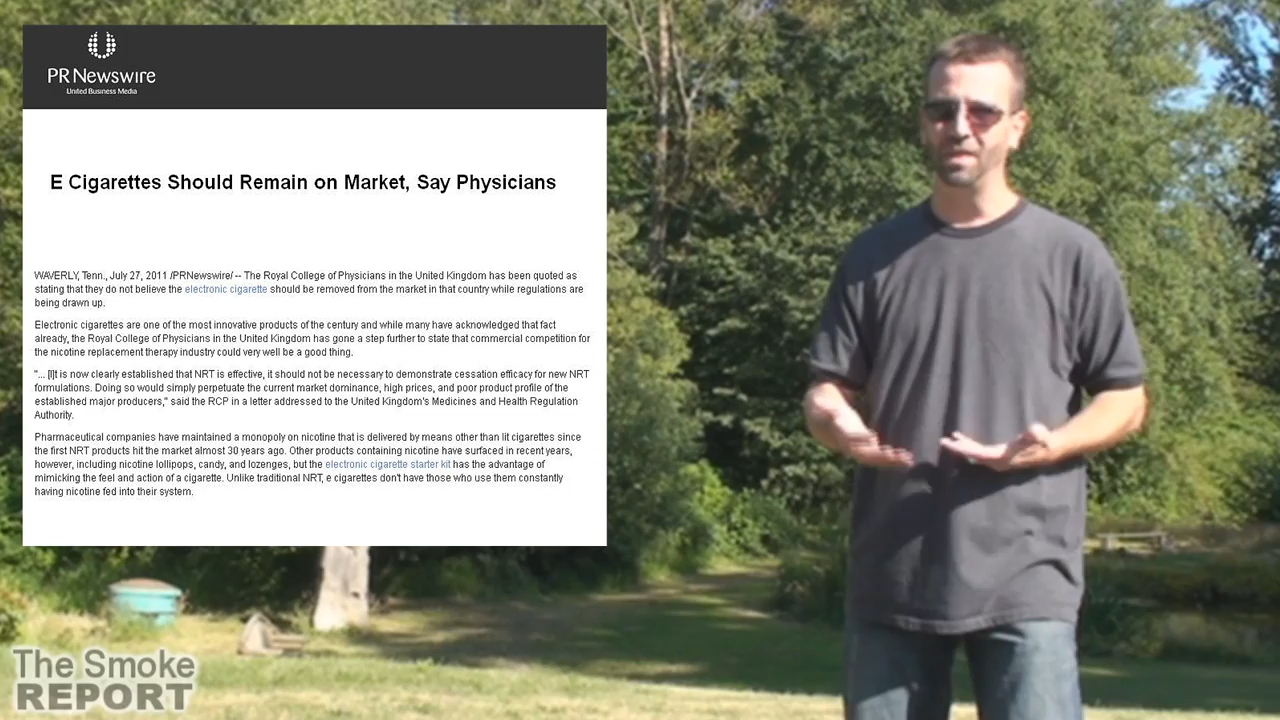 PR Newswire
United Business Media
E Cigarettes Should Remain on Market, Say Physicians
WAVERLY, Tenn., July 27, 2011 /PRNewswire/ -- The Royal College of Physicians in the United Kingdom has been quoted as
stating that they do not believe the electronic cigarette should be removed from the market in that country while regulations are
being drawn up.
Electronic cigarettes are one of the most innovative products of the century and while many have acknowledged that fact
already, the Royal College of Physicians in the United Kingdom has gone a step further to state that commercial competition for
the nicotine replacement therapy industry could very well be a good thing.
"... [I]t is now clearly established that NRT is effective, it should not be necessary to demonstrate cessation efficacy for new NRT
formulations. Doing so would simply perpetuate the current market dominance, high prices, and poor product profile of the
established major producers," said the RCP in a letter addressed to the United Kingdom's Medicines and Health Regulation
Authority.
Pharmaceutical companies have maintained a monopoly on nicotine that is delivered by means other than lit cigarettes since
the first NRT products hit the market almost 30 years ago. Other products containing nicotine have surfaced in recent years,
however, including nicotine lollipops, candy, and lozenges, but the electronic cigarette starter kit has the advantage of
mimicking the feel and action of a cigarette. Unlike traditional NRT, e cigarettes don't have those who use them constantly
having nicotine fed into their system.
The Smoke
REPORT